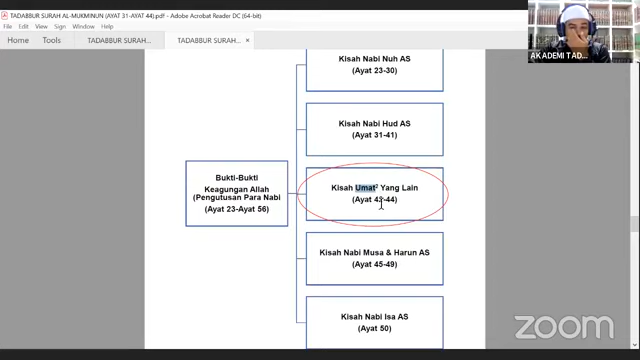 TADABBUR SURAH AL-MUKMINUN (AYAT 31-AYAT 44).pdf - Adobe Acrobat Reader DC (64-bit)
File Edit View Sign Window Help
Home Tools TADABBUR SURAH... TADABBUR SURAH... ×
AKADEMI TAD...
Kisah Nabi Nuh AS
(Ayat 23-30)
Kisah Nabi Hud AS
(Ayat 31-41)
Bukti-Bukti
Keagungan Allah
(Pengutusan Para Nabi
(Ayat 23-Ayat 56)
Kisah Umat² Yang Lain
(Ayat 42-44)
Kisah Nabi Musa & Harun AS
(Ayat 45-49)
Kisah Nabi Isa AS
(Ayat 50)
zoom